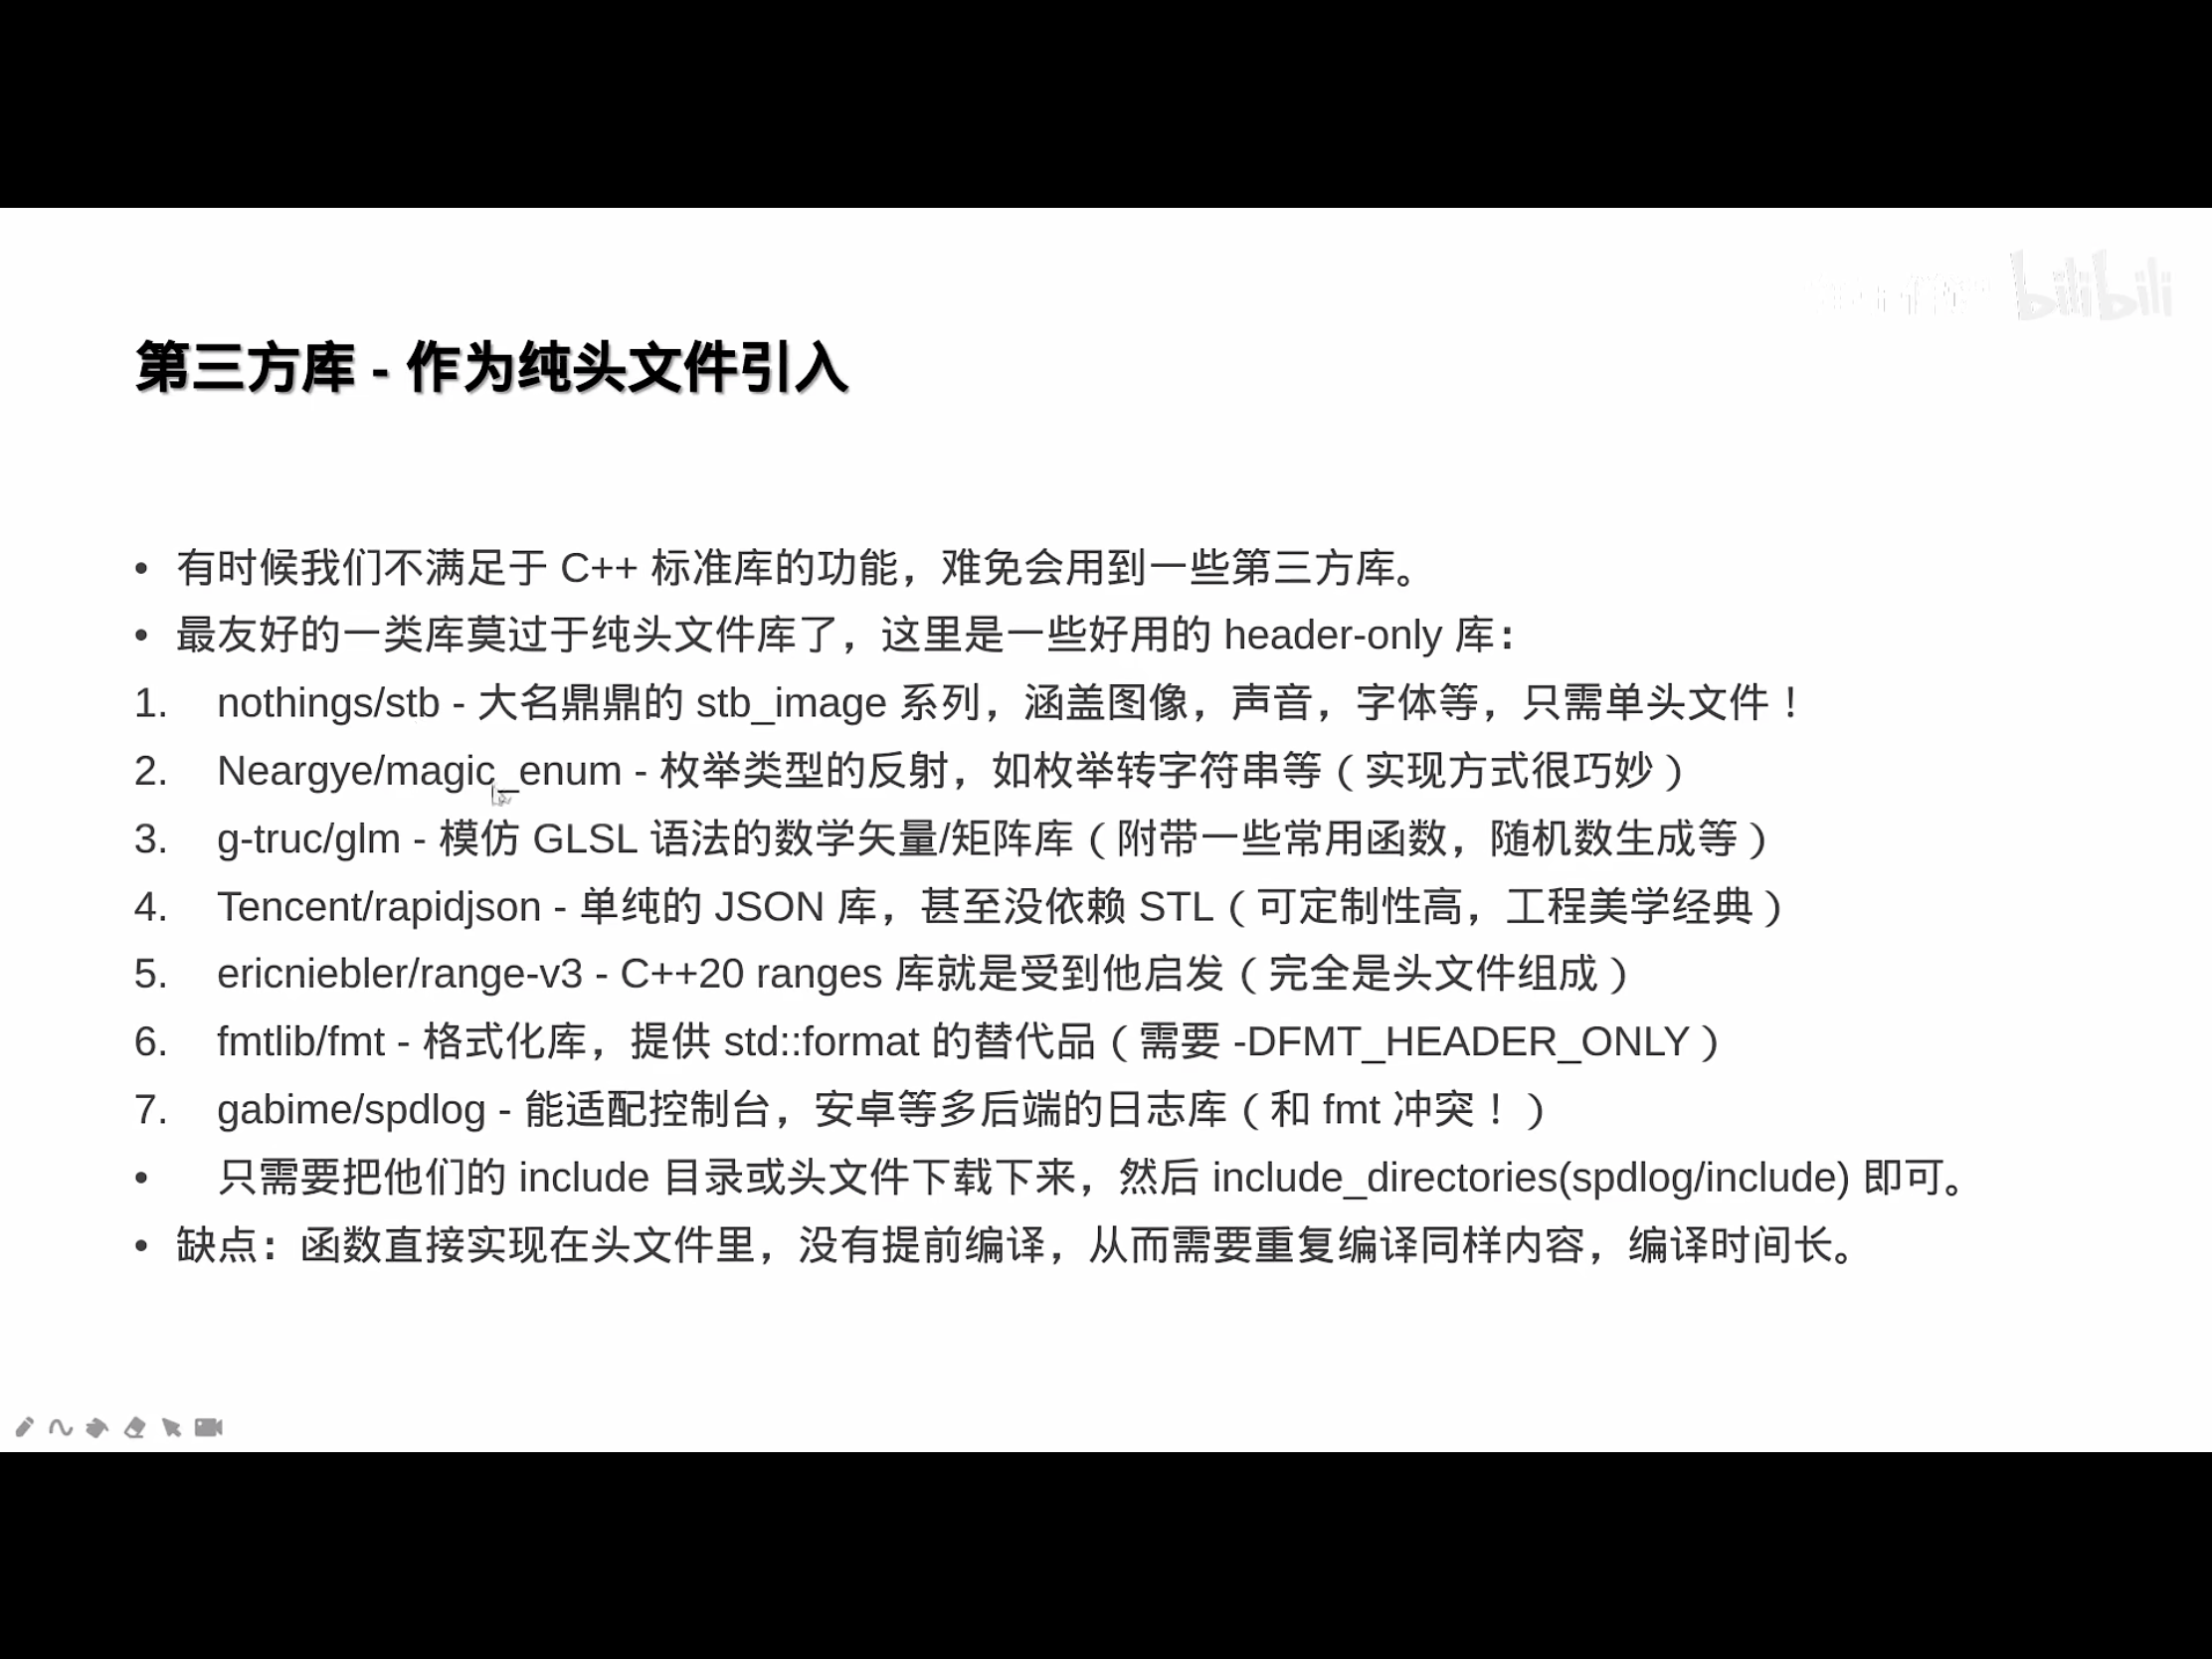 bilibili
第三方库 - 作为纯头文件引入
• 有时候我们不满足于 C++ 标准库的功能，难免会用到一些第三方库。
• 最友好的一类库莫过于纯头文件库了，这里是一些好用的 header-only 库：
1. nothings/stb - 大名鼎鼎的 stb_image 系列，涵盖图像，声音，字体等，只需单头文件！
2. Neargye/magic_enum - 枚举类型的反射，如枚举转字符串等（实现方式很巧妙）
3. g-truc/glm - 模仿 GLSL 语法的数学矢量/矩阵库（附带一些常用函数，随机数生成等）
4. Tencent/rapidjson - 单纯的 JSON 库，甚至没依赖 STL（可定制性高，工程美学经典）
5. ericniebler/range-v3 - C++20 ranges 库就是受到他启发（完全是头文件组成）
6. fmtlib/fmt - 格式化库，提供 std::format 的替代品（需要 -DFMT_HEADER_ONLY）
7. gabime/spdlog - 能适配控制台，安卓等多后端的日志库（和 fmt 冲突！）
• 只需要把他们的 include 目录或头文件下载下来，然后 include_directories(spdlog/include) 即可。
• 缺点：函数直接实现在头文件里，没有提前编译，从而需要重复编译同样内容，编译时间长。